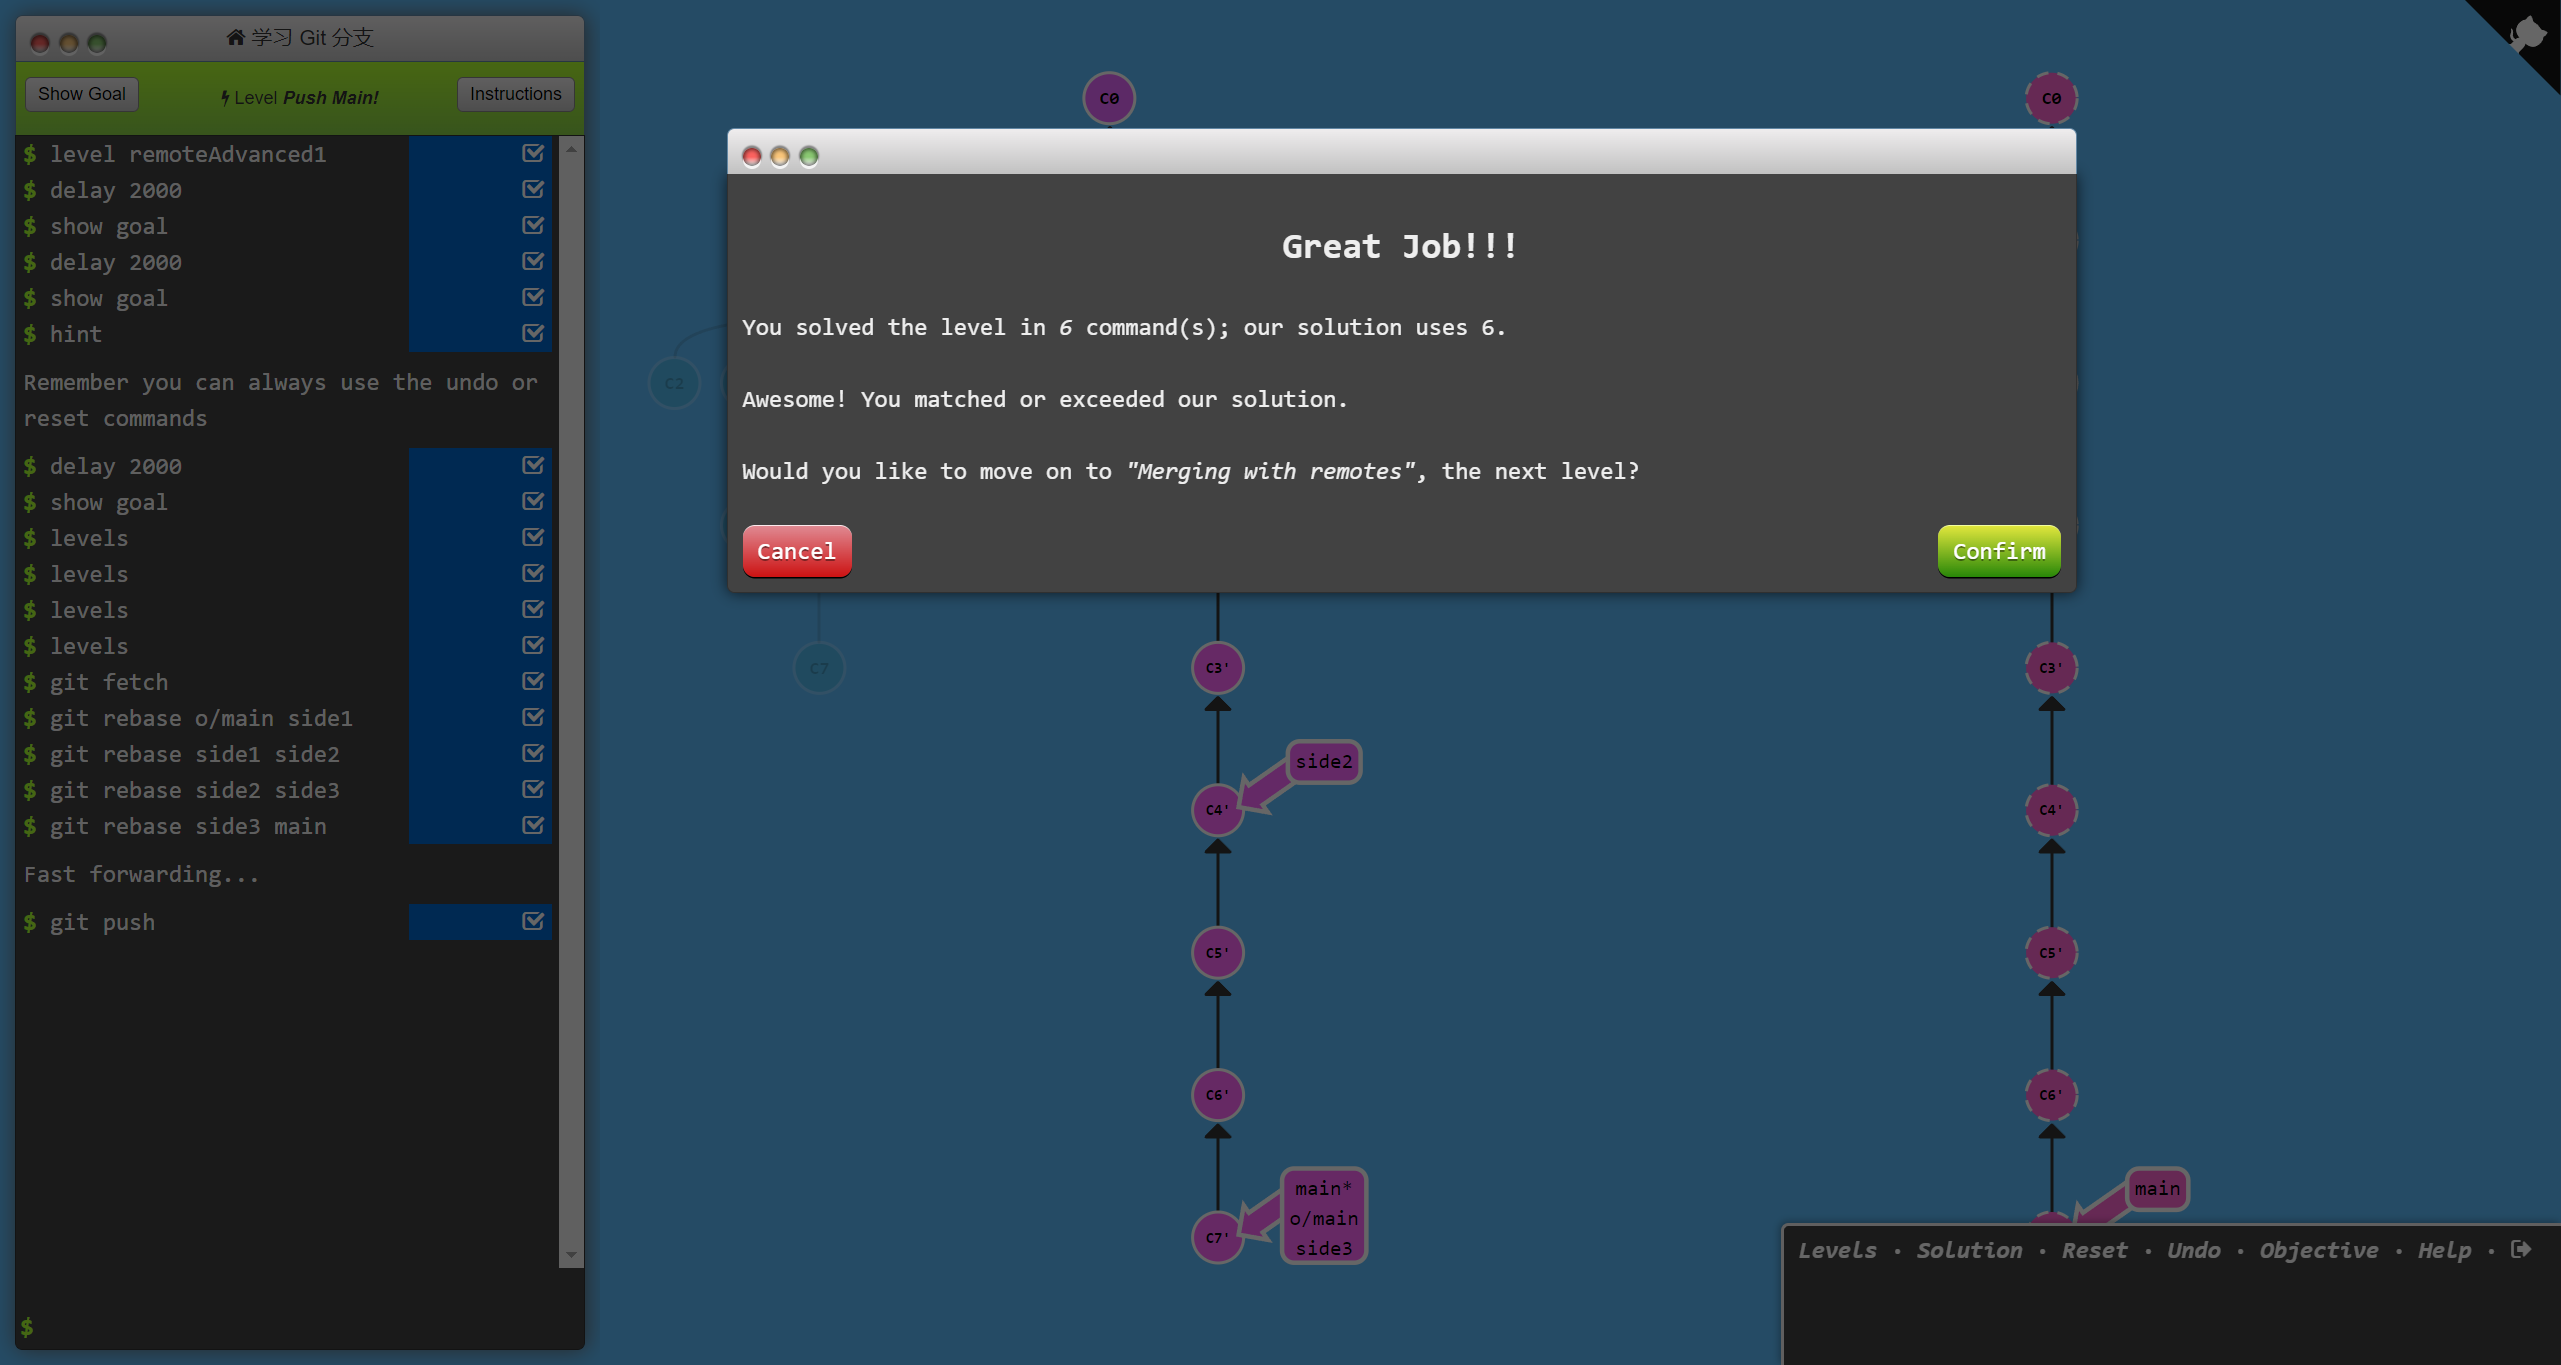 学习 Git 分支
Show Goal
Level Push Main!
Instructions
$ level remoteAdvanced1
$ delay 2000
$ show goal
$ delay 2000
$ show goal
$ hint
Remember you can always use the undo or
reset commands
$ delay 2000
$ show goal
$ levels
$ levels
$ levels
$ levels
$ git fetch
$ git rebase o/main side1
$ git rebase side1 side2
$ git rebase side2 side3
$ git rebase side3 main
Fast forwarding...
$ git push
$
C0
C0
Great Job!!!
You solved the level in 6 command(s); our solution uses 6.
Awesome! You matched or exceeded our solution.
Would you like to move on to "Merging with remotes", the next level?
Cancel
Confirm
C2
C7
C3'
C3'
side2
C4'
C4'
C5'
C5'
C6'
C6'
main*
o/main
side3
C7'
main
Levels • Solution • Reset • Undo • Objective • Help •